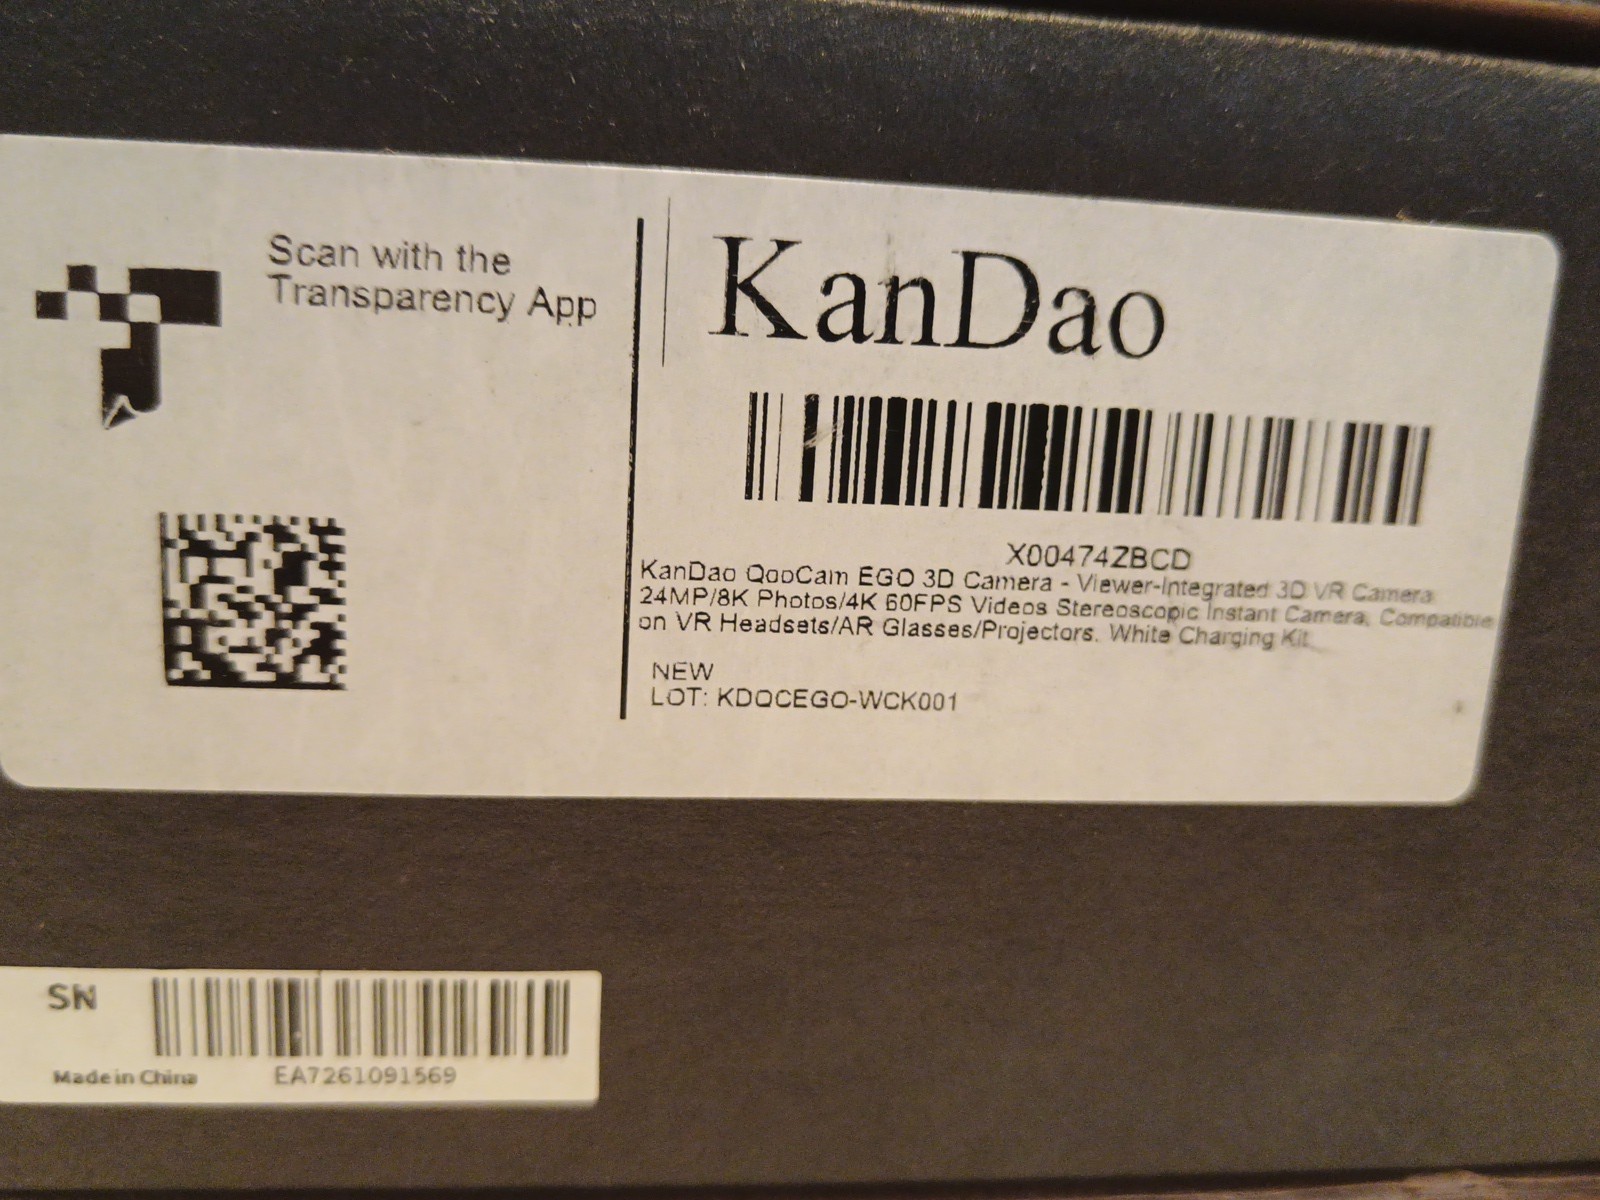 Scan with the
Transparency App
KanDao
X00474ZBCD
KanDao QooCam EGO 3D Camera - Viewer-Integrated 3D VR Camera
24MP/8K Photos/4K 60FPS Videos Stereoscopic Instant Camera, Compatible
on VR Headsets/AR Glasses/Projectors. White Charging Kit
NEW
LOT: KDQCEGO-WCK001
SN
Made in China
EA7261091569